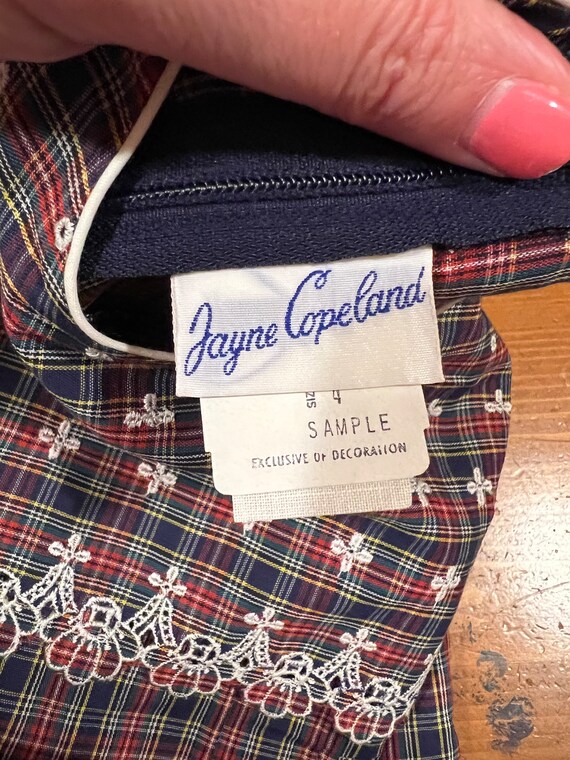 Jayne Copeland
SIZE 4
SAMPLE
EXCLUSIVE OF DECORATION